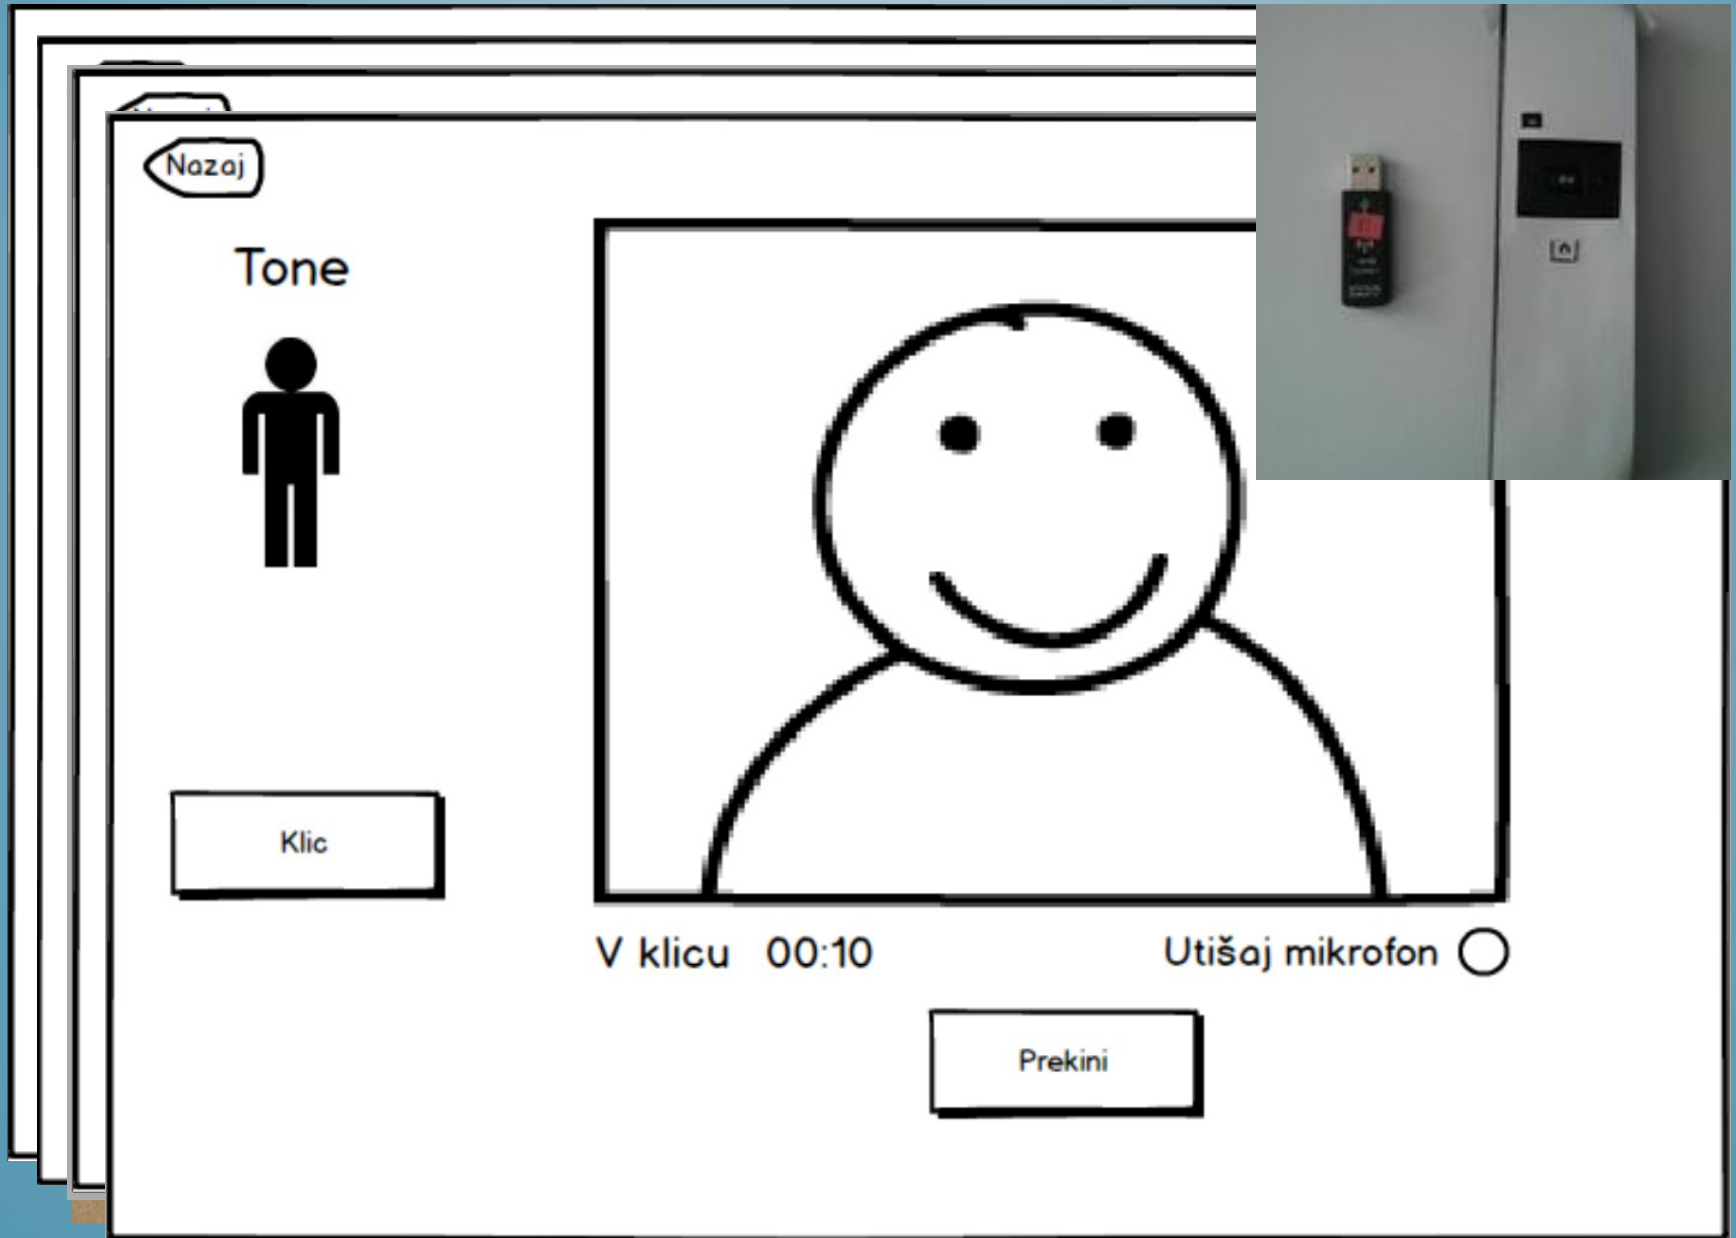 Nazaj
Tone
Klic
V klicu 00:10
Utišaj mikrofon
Prekini